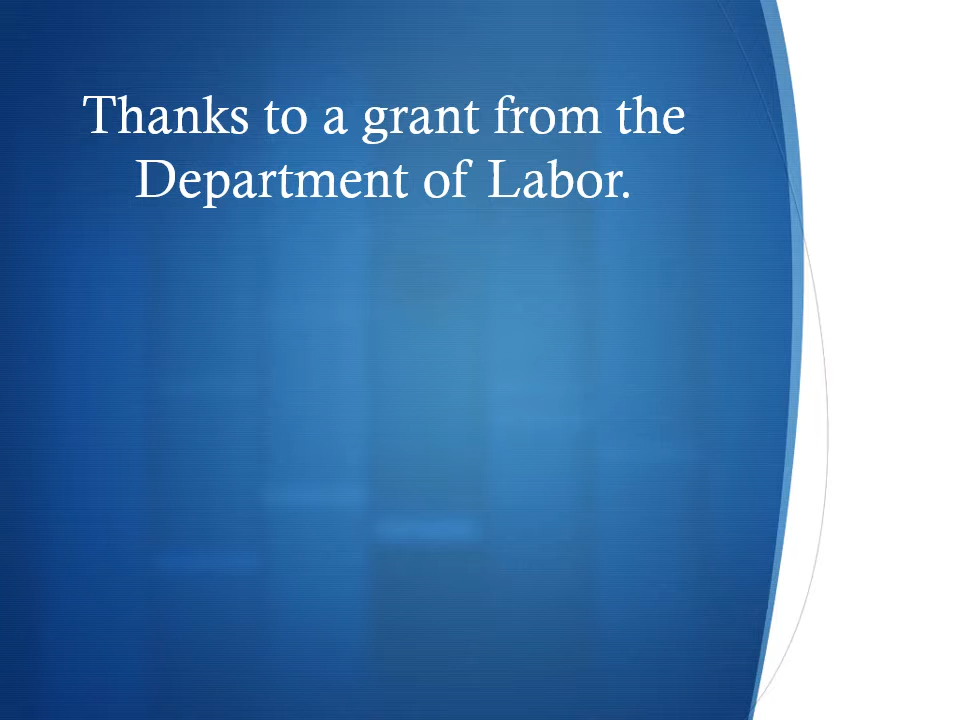 Thanks to a grant from the
Department of Labor.